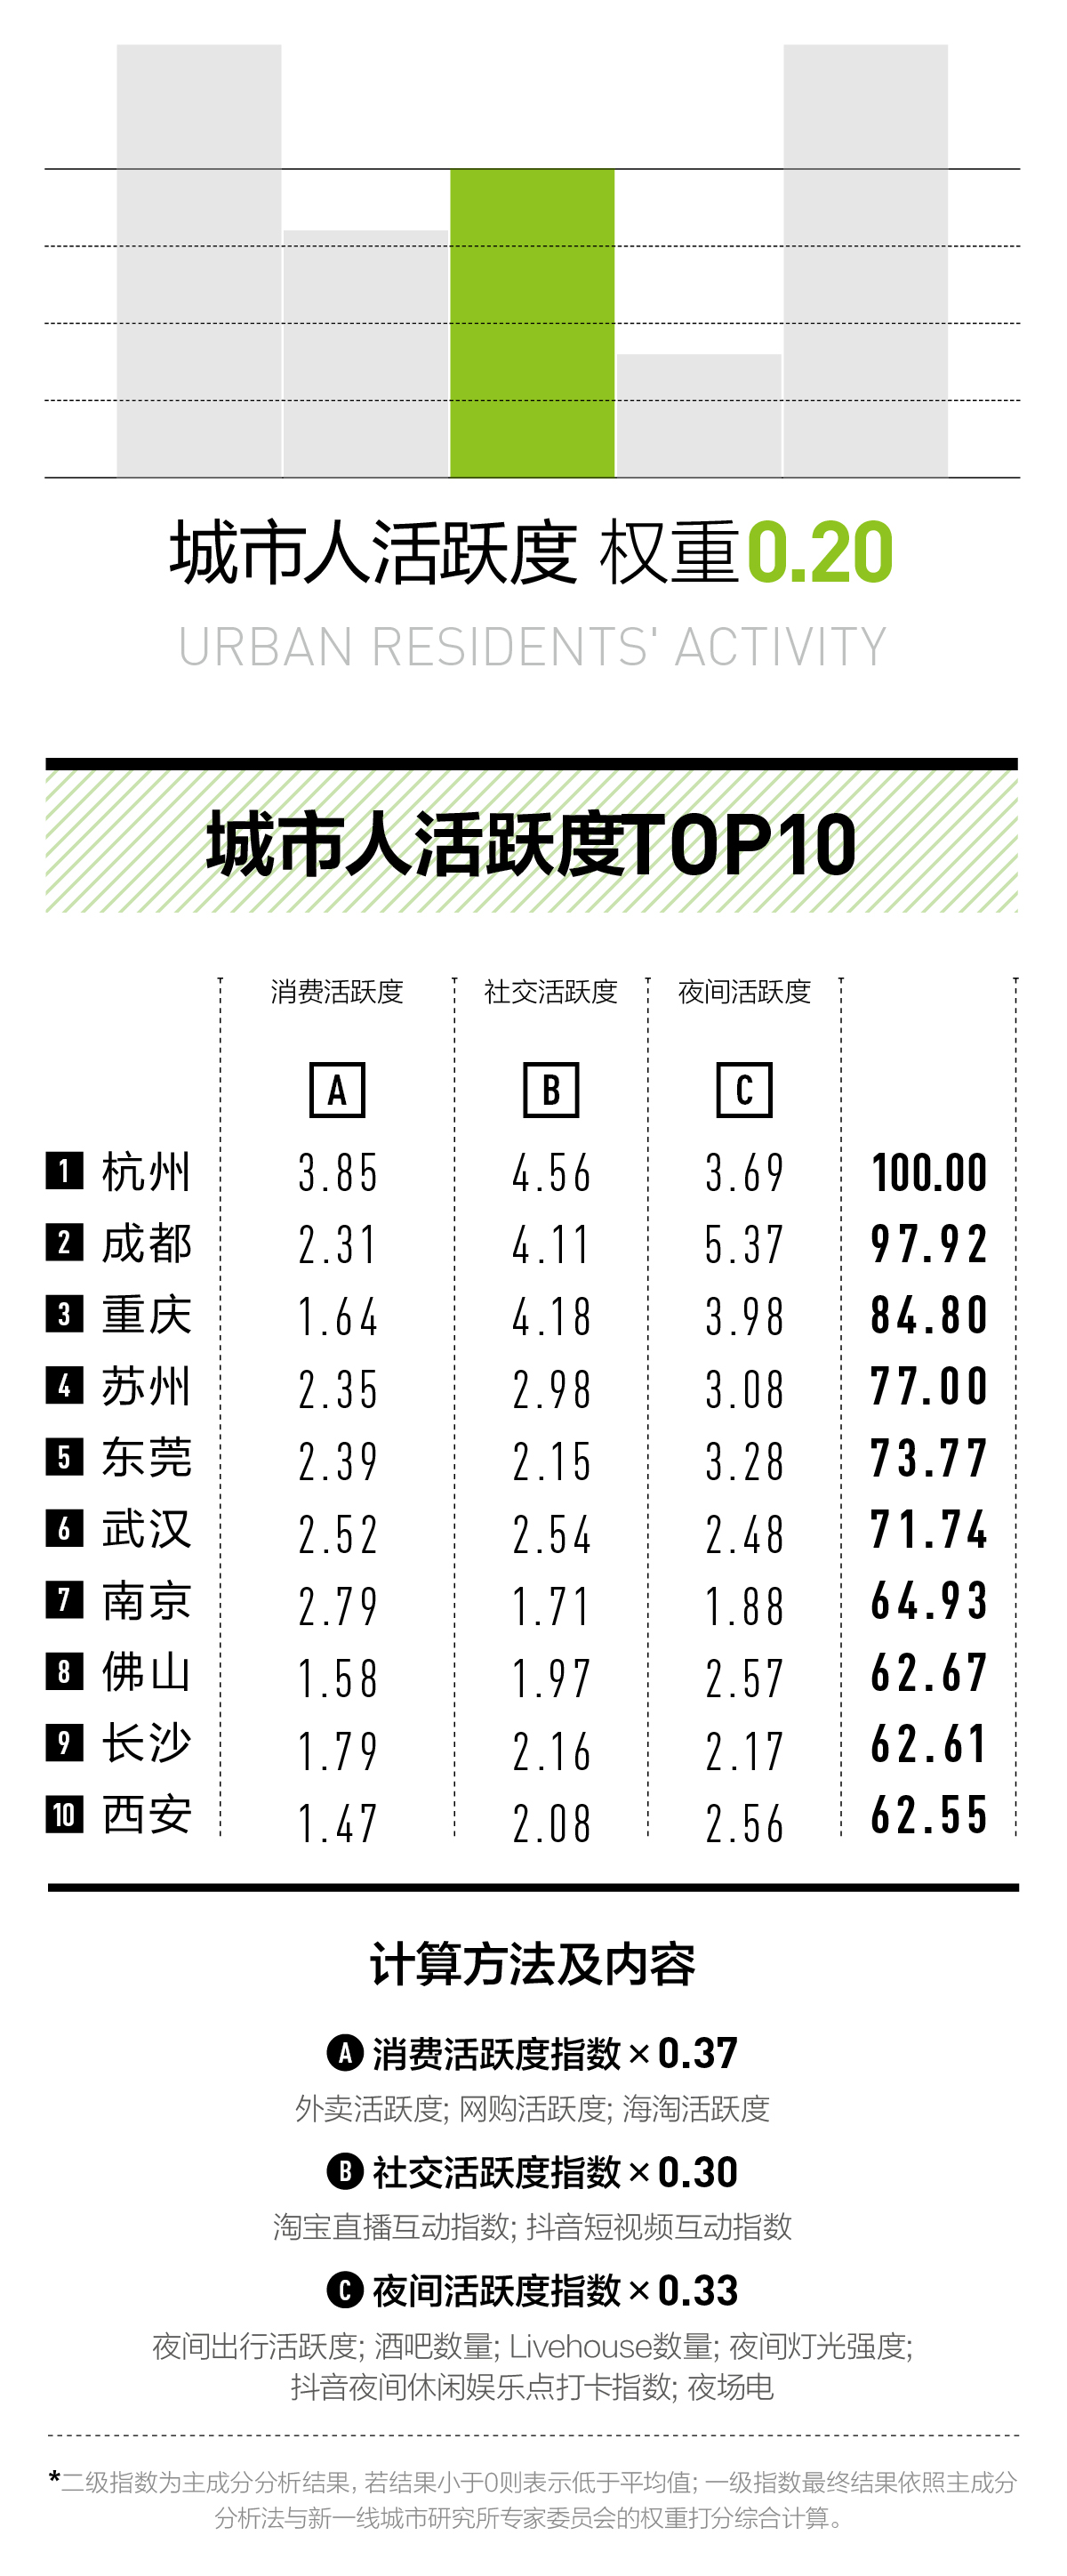 城市人活跃度 权重0.20
URBAN RESIDENTS' ACTIVITY
城市人活跃度TOP10
消费活跃度 社交活跃度 夜间活跃度
A B C
1 杭州 3.85 4.56 3.69 100.00
2 成都 2.31 4.11 5.37 97.92
3 重庆 1.64 4.18 3.98 84.80
4 苏州 2.35 2.98 3.08 77.00
5 东莞 2.39 2.15 3.28 73.77
6 武汉 2.52 2.54 2.48 71.74
7 南京 2.79 1.71 1.88 64.93
8 佛山 1.58 1.97 2.57 62.67
9 长沙 1.79 2.16 2.17 62.61
10 西安 1.47 2.08 2.56 62.55
计算方法及内容
A 消费活跃度指数 × 0.37
外卖活跃度; 网购活跃度; 海淘活跃度
B 社交活跃度指数 × 0.30
淘宝直播互动指数; 抖音短视频互动指数
C 夜间活跃度指数 × 0.33
夜间出行活跃度; 酒吧数量; Livehouse数量; 夜间灯光强度;
抖音夜间休闲娱乐点打卡指数; 夜场电
*二级指数为主成分分析结果，若结果小于0则表示低于平均值；一级指数最终结果依照主成分
分析法与新一线城市研究所专家委员会的权重打分综合计算。